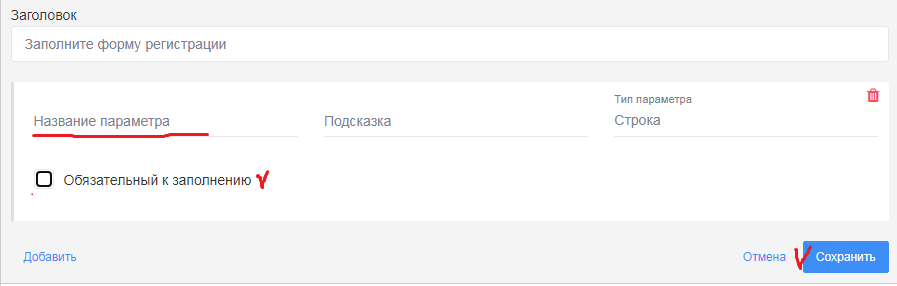 Заголовок
Заполните форму регистрации
Тип параметра
Название параметра Подсказка Строка
Обязательный к заполнению
Добавить Отмена Сохранить